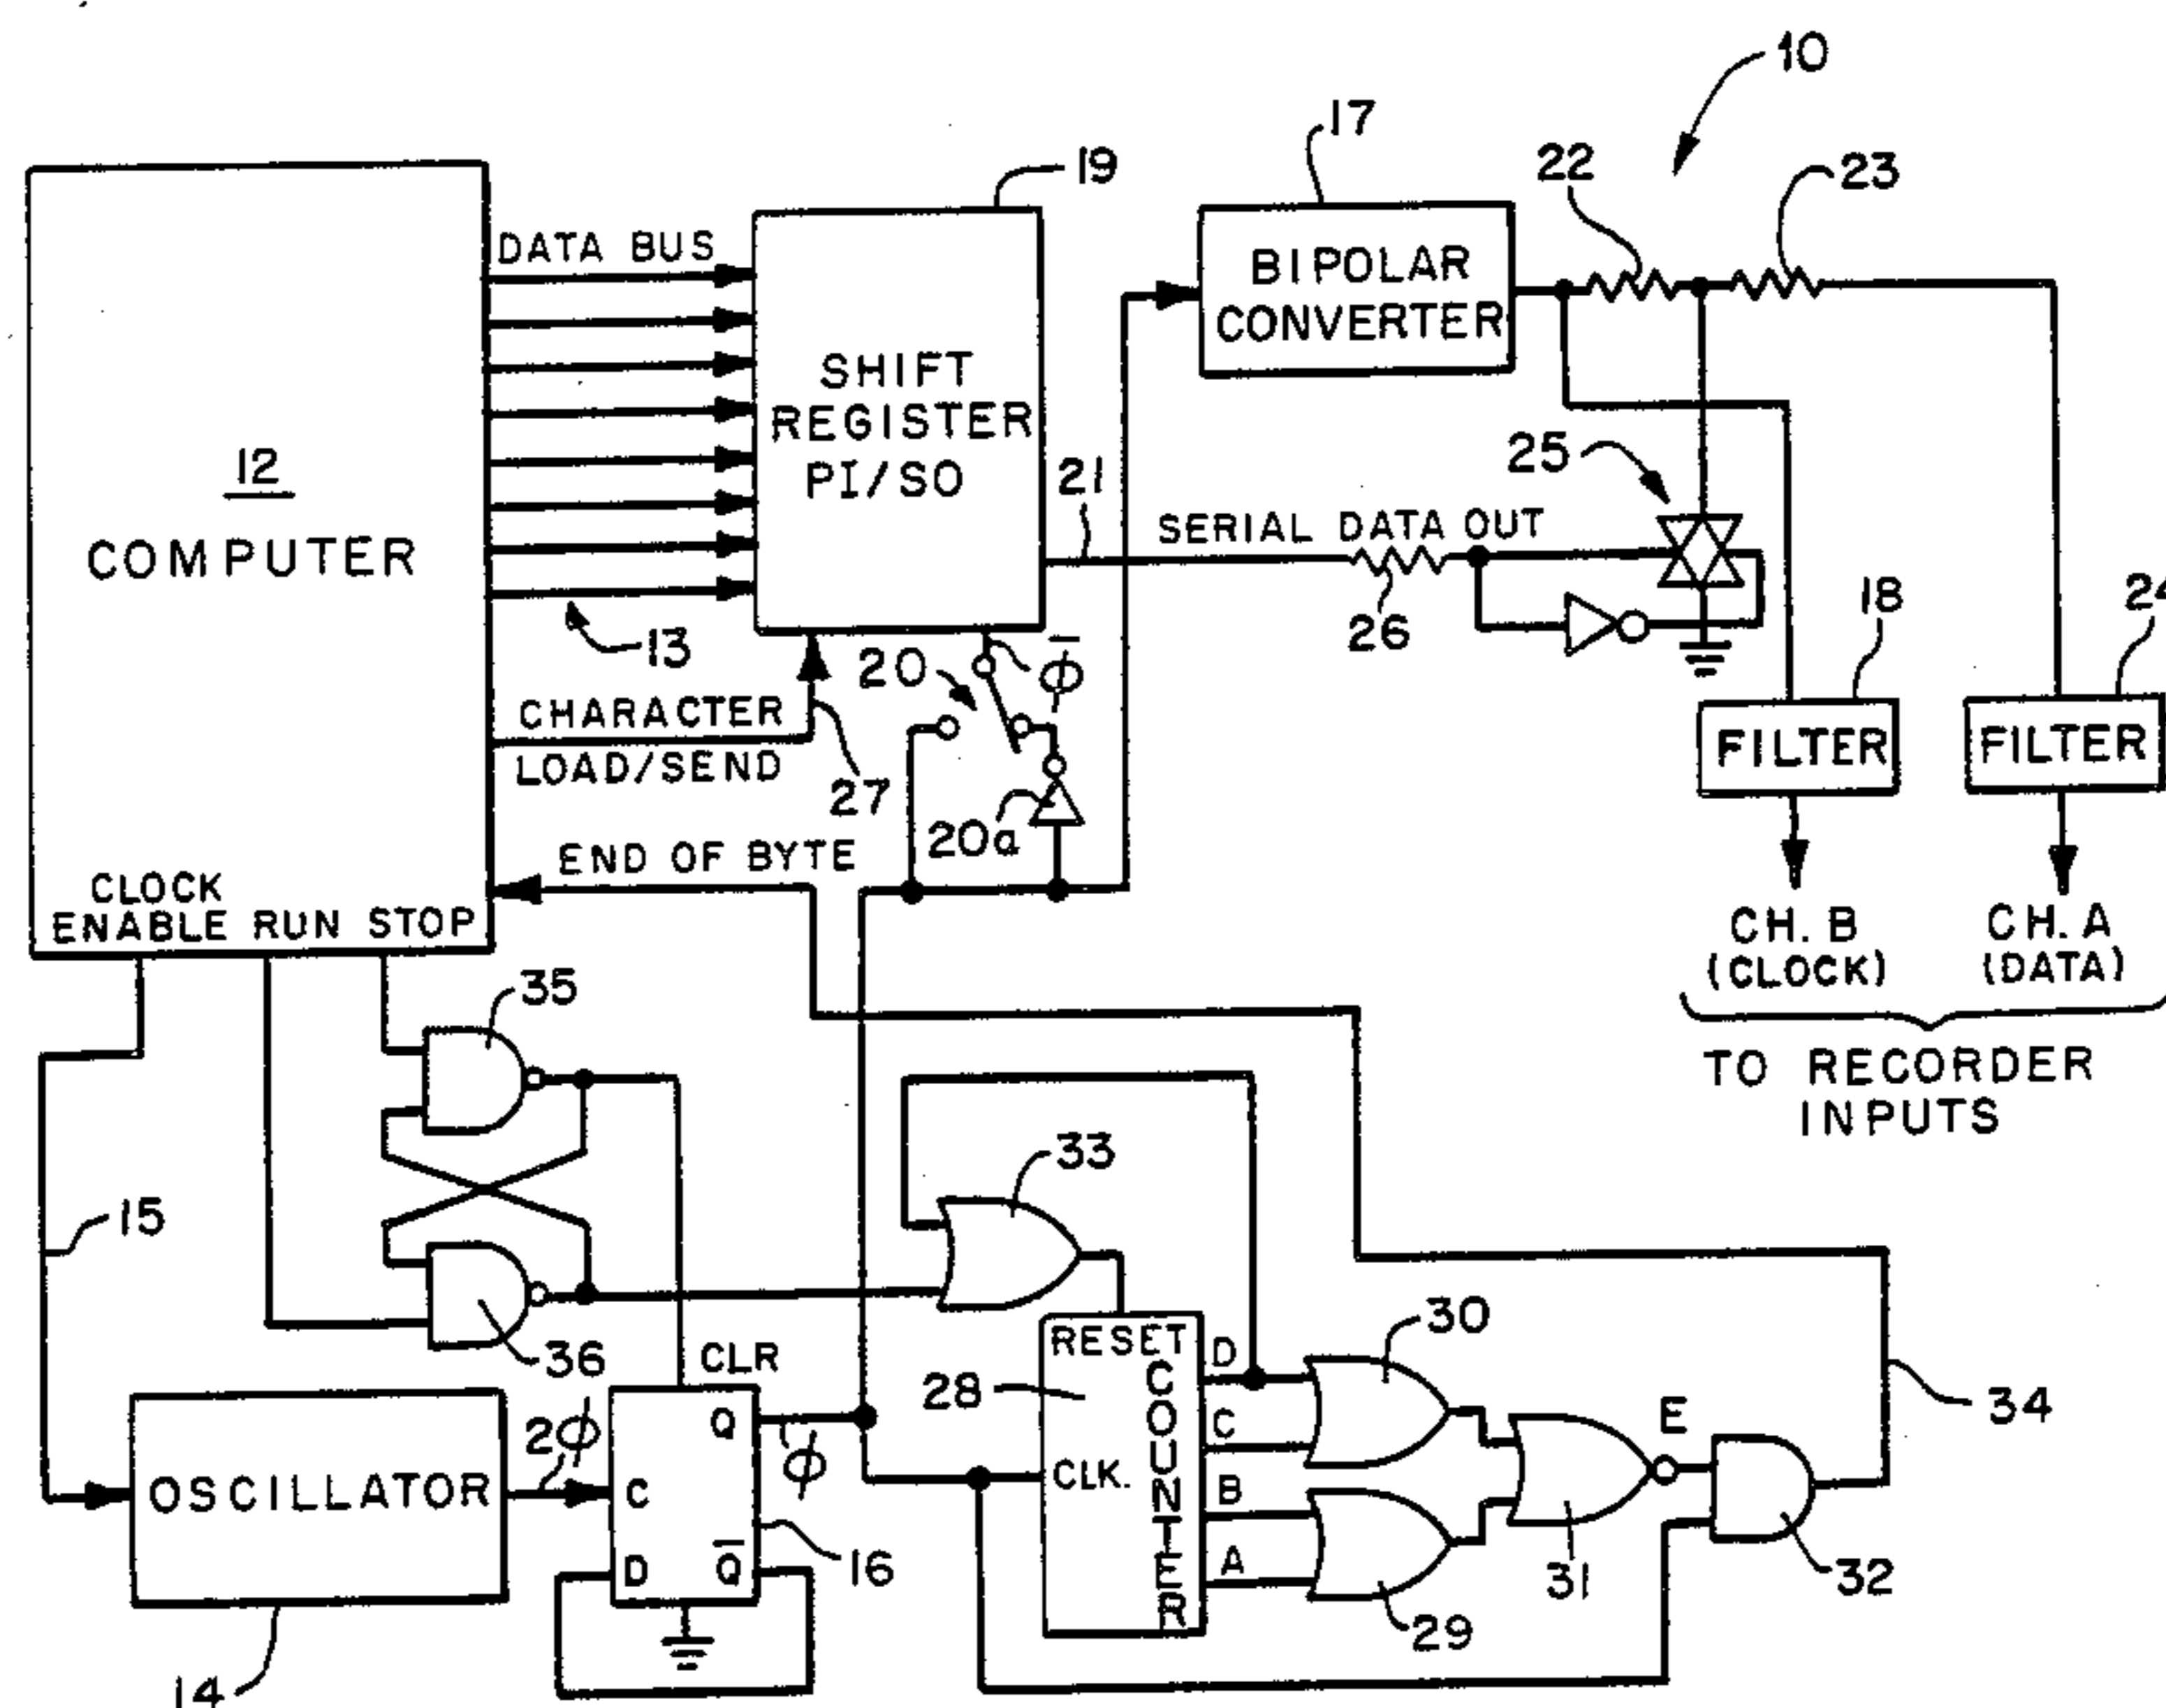 10
17
22
23
19
DATA BUS
BIPOLAR
CONVERTER
SHIFT
REGISTER
PI/SO
12
COMPUTER
25
21
SERIAL DATA OUT
26
18
24
13
20
φ̅
CHARACTER
LOAD/SEND
27
20a
FILTER
FILTER
END OF BYTE
CLOCK
ENABLE RUN STOP
CH. B
(CLOCK)
CH. A
(DATA)
35
TO RECORDER
INPUTS
33
15
36
CLR
RESET
28
D
C
B
A
COUNTER
CLK.
30
E
34
OSCILLATOR
2φ
C
Q
φ
D
Q̅
16
31
32
29
14